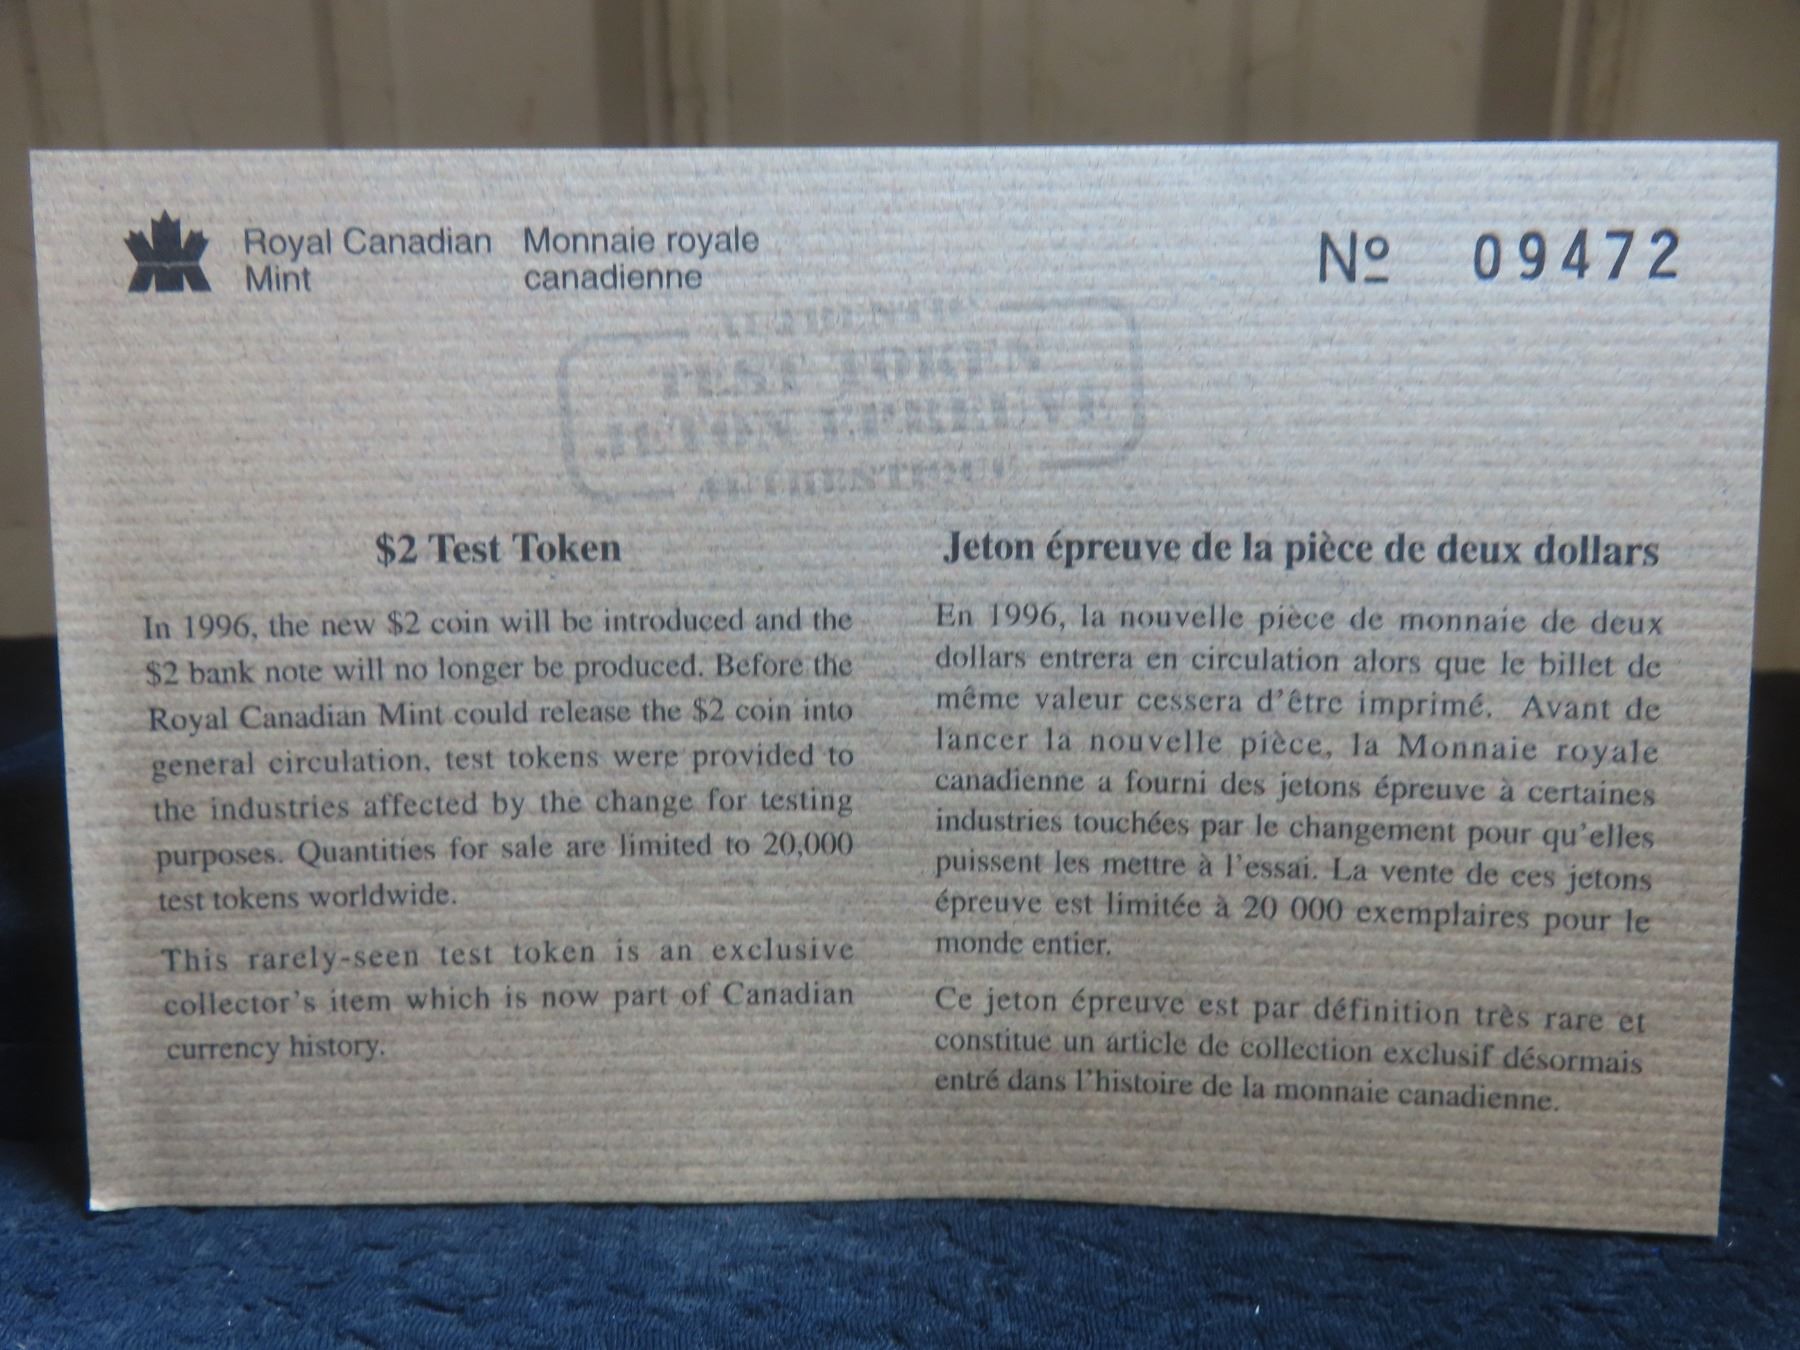 Royal Canadian
Mint
Monnaie royale
canadienne
Nº 09472
AUTHENTIC
TEST TOKEN
JETON EPREUVE
AUTHENTIQUE
$2 Test Token
In 1996, the new $2 coin will be introduced and the
$2 bank note will no longer be produced. Before the
Royal Canadian Mint could release the $2 coin into
general circulation, test tokens were provided to
the industries affected by the change for testing
purposes. Quantities for sale are limited to 20,000
test tokens worldwide.
This rarely-seen test token is an exclusive
collector's item which is now part of Canadian
currency history.
Jeton épreuve de la pièce de deux dollars
En 1996, la nouvelle pièce de monnaie de deux
dollars entrera en circulation alors que le billet de
même valeur cessera d'être imprimé. Avant de
lancer la nouvelle pièce, la Monnaie royale
canadienne a fourni des jetons épreuve à certaines
industries touchées par le changement pour qu'elles
puissent les mettre à l'essai. La vente de ces jetons
épreuve est limitée à 20 000 exemplaires pour le
monde entier.
Ce jeton épreuve est par définition très rare et
constitue un article de collection exclusif désormais
entré dans l'histoire de la monnaie canadienne.